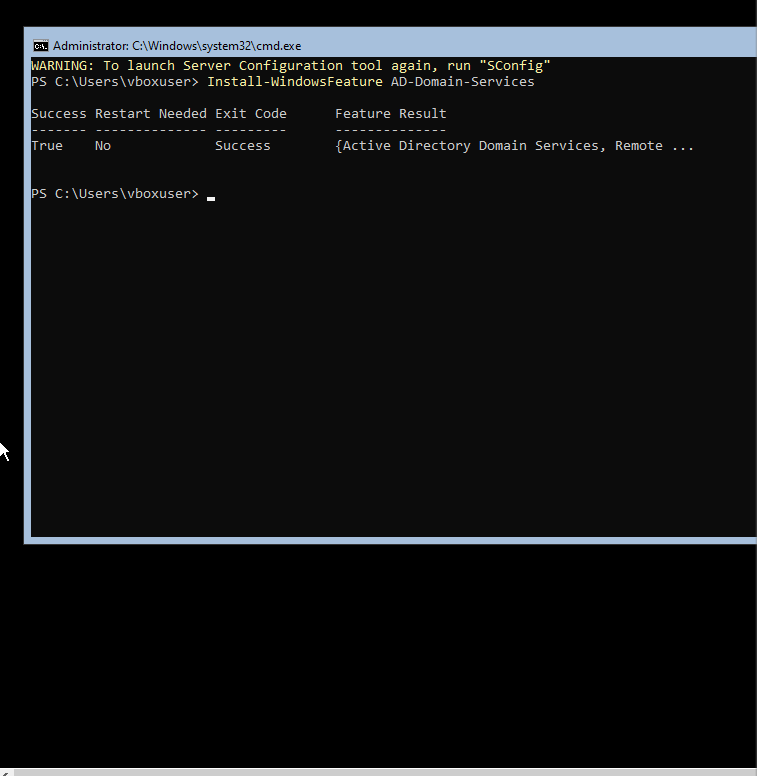 Administrator: C:\Windows\system32\cmd.exe
WARNING: To launch Server Configuration tool again, run "SConfig"
PS C:\Users\vboxuser> Install-WindowsFeature AD-Domain-Services
Success Restart Needed Exit Code      Feature Result
------- -------------- ---------      --------------
True    No             Success        {Active Directory Domain Services, Remote ...
PS C:\Users\vboxuser>